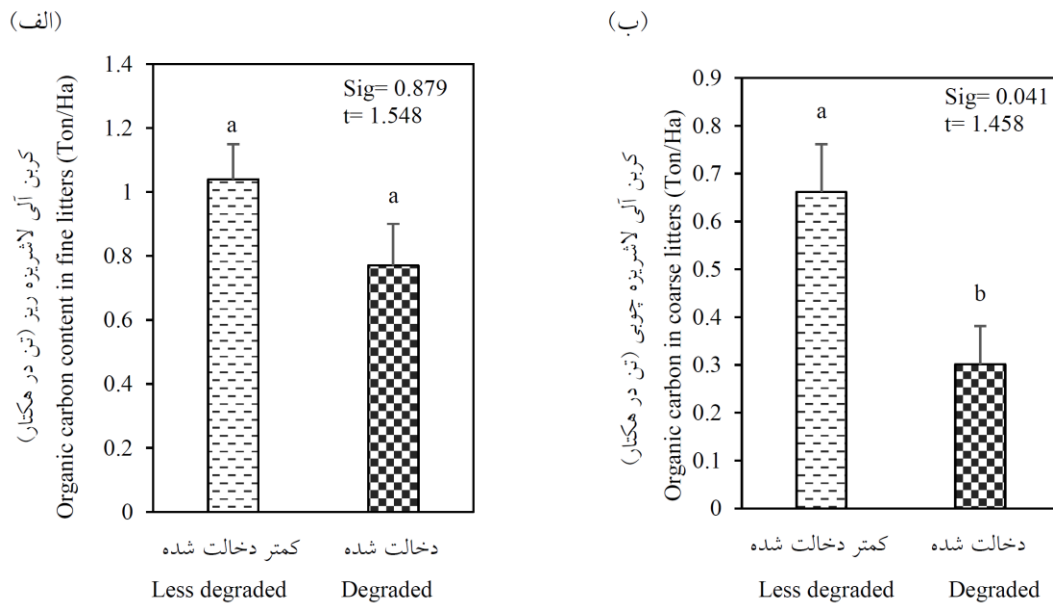 (الف)
کربن آلی لاشریزه ریز (تن در هکتار)
Organic carbon content in fine litters (Ton/Ha)
1.4
1.2
1
0.8
0.6
0.4
0.2
0
Sig= 0.879
t= 1.548
a
a
کمتر دخالت شده
دخالت شده
Less degraded
Degraded
(ب)
کربن آلی لاشریزه چوبی (تن در هکتار)
Organic carbon in coarse litters (Ton/Ha)
0.9
0.8
0.7
0.6
0.5
0.4
0.3
0.2
0.1
0
Sig= 0.041
t= 1.458
a
b
کمتر دخالت شده
دخالت شده
Less degraded
Degraded